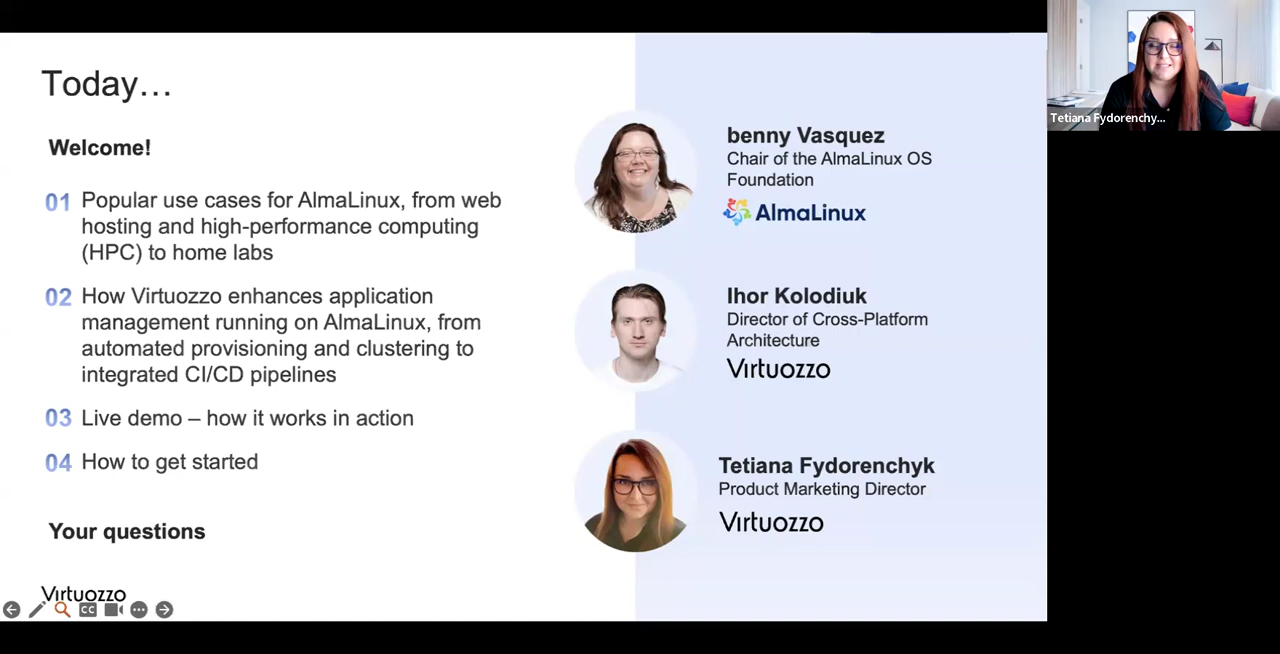 Today…
Welcome!
01 Popular use cases for AlmaLinux, from web
hosting and high-performance computing
(HPC) to home labs
02 How Virtuozzo enhances application
management running on AlmaLinux, from
automated provisioning and clustering to
integrated CI/CD pipelines
03 Live demo – how it works in action
04 How to get started
Your questions
Virtuozzo
CC
benny Vasquez
Chair of the AlmaLinux OS
Foundation
AlmaLinux
Ihor Kolodiuk
Director of Cross-Platform
Architecture
Virtuozzo
Tetiana Fydorenchyk
Product Marketing Director
Virtuozzo
Tetiana Fydorenchy...